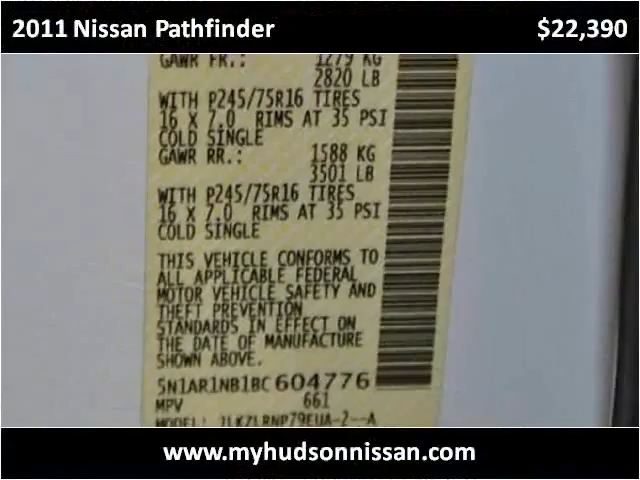 2011 Nissan Pathfinder $22,390
GAWR FR.: 1279 KG
2820 LB
WITH P245/75R16 TIRES
16 X 7.0 RIMS AT 35 PSI
COLD SINGLE
GAWR RR.: 1588 KG
3501 LB
WITH P245/75R16 TIRES
16 X 7.0 RIMS AT 35 PSI
COLD SINGLE
THIS VEHICLE CONFORMS TO
ALL APPLICABLE FEDERAL
MOTOR VEHICLE SAFETY AND
THEFT PREVENTION
STANDARDS IN EFFECT ON
THE DATE OF MANUFACTURE
SHOWN ABOVE.
5N1AR1NB1BC604776
MPV 661
MODEL:
www.myhudsonnissan.com